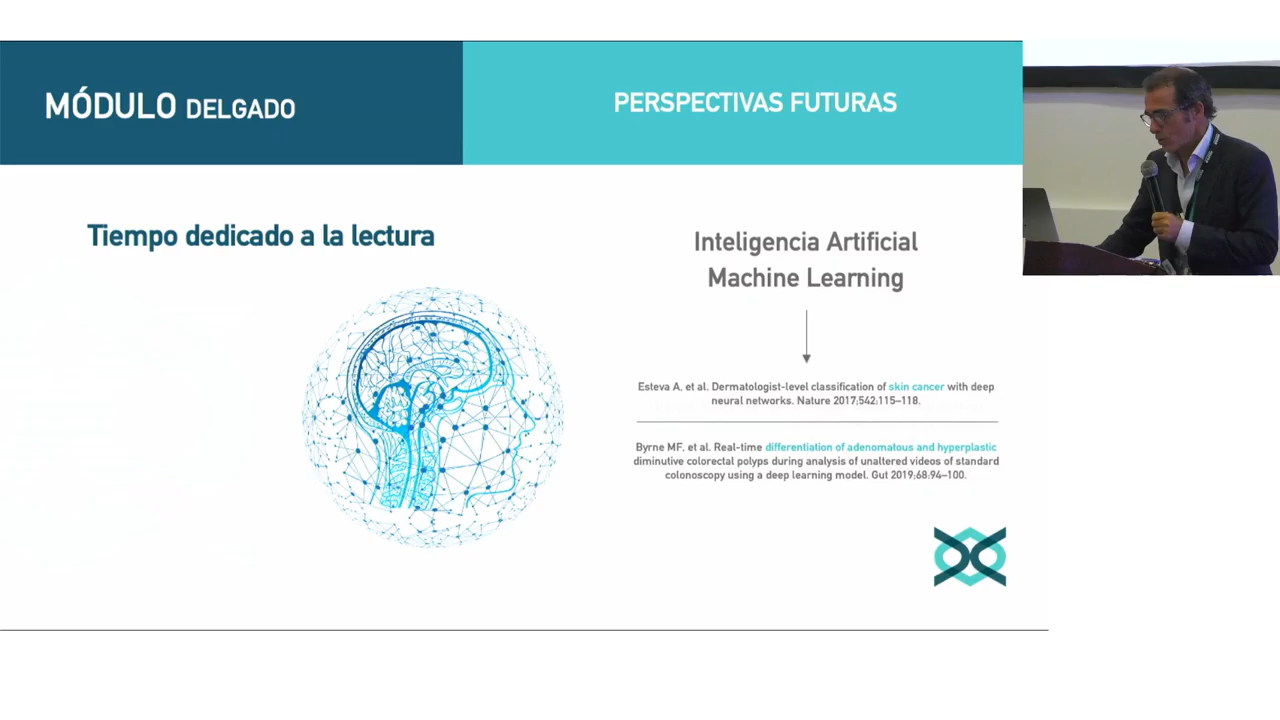 MÓDULO DELGADO
PERSPECTIVAS FUTURAS
Tiempo dedicado a la lectura
Inteligencia Artificial
Machine Learning
Esteva A, et al. Dermatologist-level classification of skin cancer with deep
neural networks. Nature 2017;542:115–118.
Byrne MF, et al. Real-time differentiation of adenomatous and hyperplastic
diminutive colorectal polyps during analysis of unaltered videos of standard
colonoscopy using a deep learning model. Gut 2019;68:94–100.